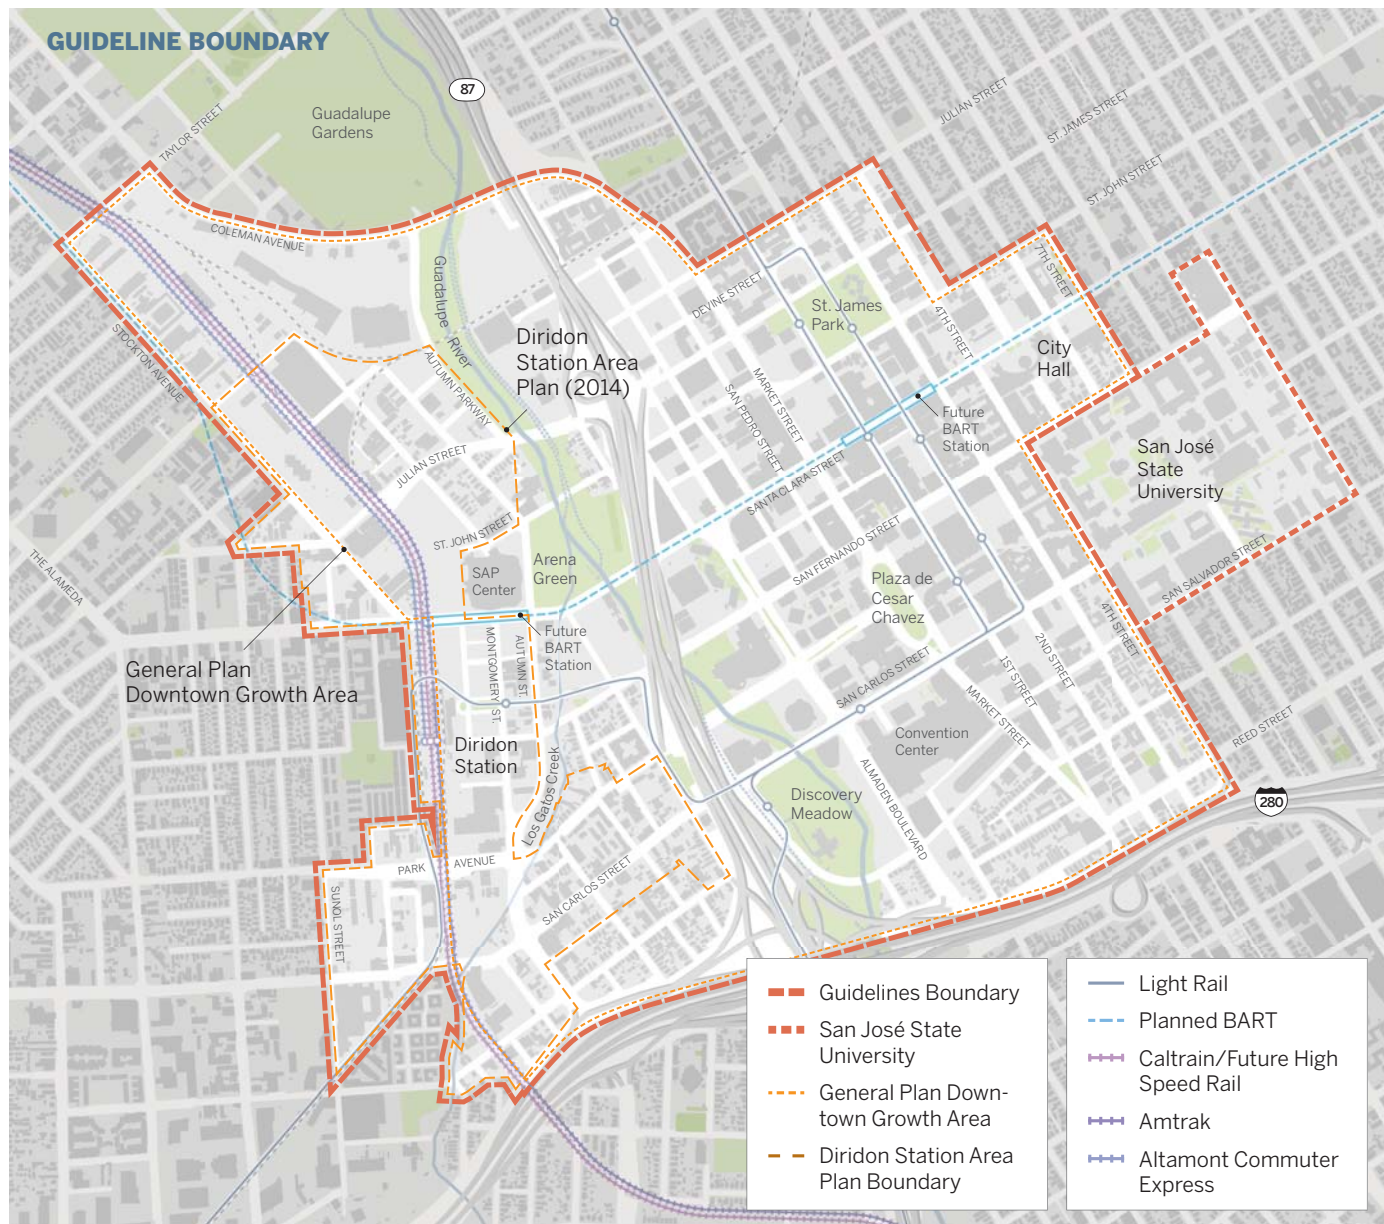 GUIDELINE BOUNDARY
87
Guadalupe
Gardens
TAYLOR STREET
COLEMAN AVENUE
JULIAN STREET
ST. JAMES STREET
ST. JOHN STREET
7TH STREET
Guadalupe River
DEVINE STREET
St. James
Park
4TH STREET
City
Hall
STOCKTON AVENUE
Diridon
Station Area
Plan (2014)
AUTUMN PARKWAY
MARKET STREET
SAN PEDRO STREET
Future
BART
Station
San José
State
University
JULIAN STREET
SANTA CLARA STREET
ST. JOHN STREET
SAN FERNANDO STREET
THE ALAMEDA
SAP
Center
Arena
Green
Plaza de
Cesar
Chavez
SAN SALVADOR STREET
4TH STREET
Future
BART
Station
MONTGOMERY ST.
AUTUMN ST.
General Plan
Downtown Growth Area
SAN CARLOS STREET
2ND STREET
1ST STREET
MARKET STREET
REED STREET
Diridon
Station
Convention
Center
ALMADEN BOULEVARD
Los Gatos Creek
Discovery
Meadow
280
PARK AVENUE
SAN CARLOS STREET
SUNOL STREET
Guidelines Boundary
San José State
University
General Plan Down-
town Growth Area
Diridon Station Area
Plan Boundary
Light Rail
Planned BART
Caltrain/Future High
Speed Rail
Amtrak
Altamont Commuter
Express